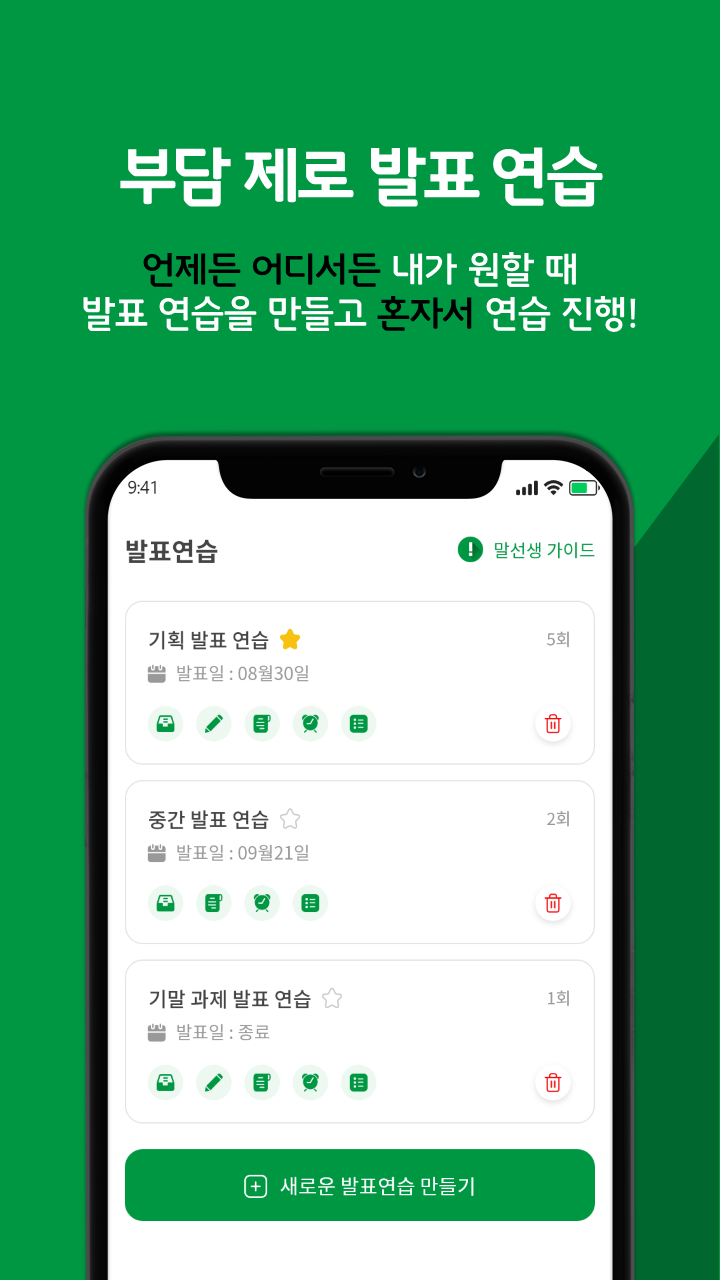 부담 제로 발표 연습
언제든 어디서든 내가 원할 때
발표 연습을 만들고 혼자서 연습 진행!
9:41
발표연습
말선생 가이드
기획 발표 연습
5회
발표일 : 08월30일
중간 발표 연습
2회
발표일 : 09월21일
기말 과제 발표 연습
1회
발표일 : 종료
새로운 발표연습 만들기